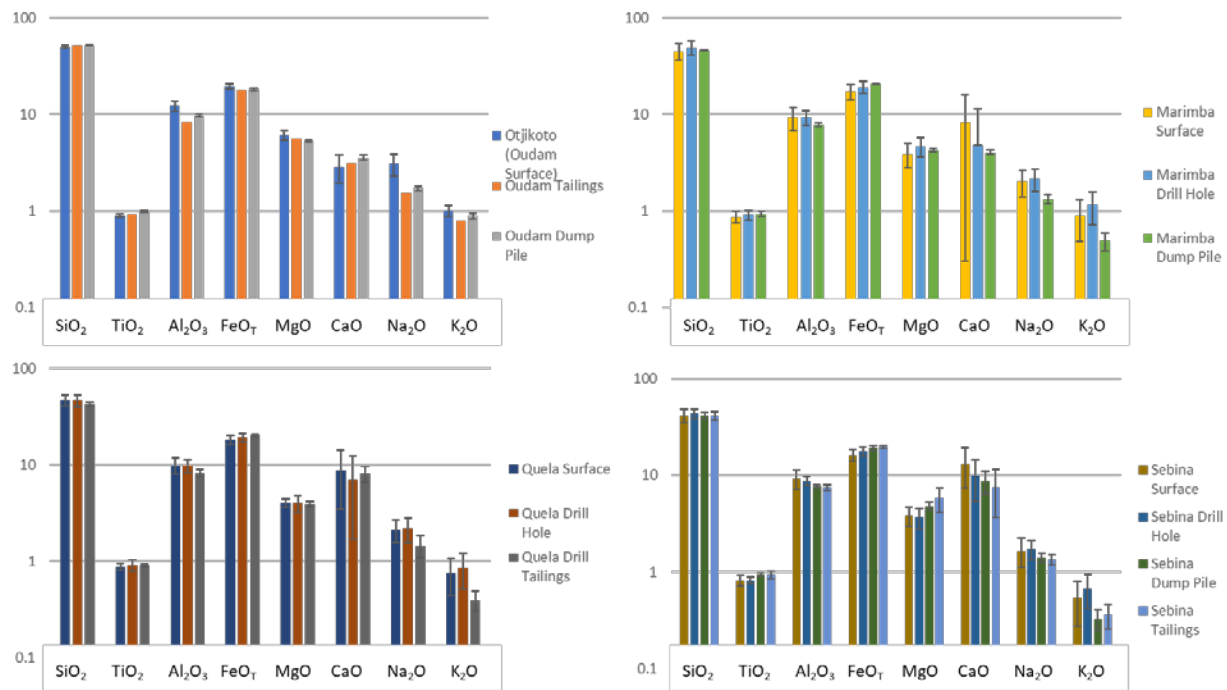 100
10
1
0.1
SiO₂ TiO₂ Al₂O₃ FeOT MgO CaO Na₂O K₂O
Otjikoto
(Oudam
Surface)
Oudam Tailings
Oudam Dump
Pile
100
10
1
0.1
SiO₂ TiO₂ Al₂O₃ FeOT MgO CaO Na₂O K₂O
Marimba
Surface
Marimba
Drill Hole
Marimba
Dump Pile
100
10
1
0.1
SiO₂ TiO₂ Al₂O₃ FeOT MgO CaO Na₂O K₂O
Quela Surface
Quela Drill
Hole
Quela Drill
Tailings
100
10
1
0.1
SiO₂ TiO₂ Al₂O₃ FeOT MgO CaO Na₂O K₂O
Sebina
Surface
Sebina Drill
Hole
Sebina
Dump Pile
Sebina
Tailings